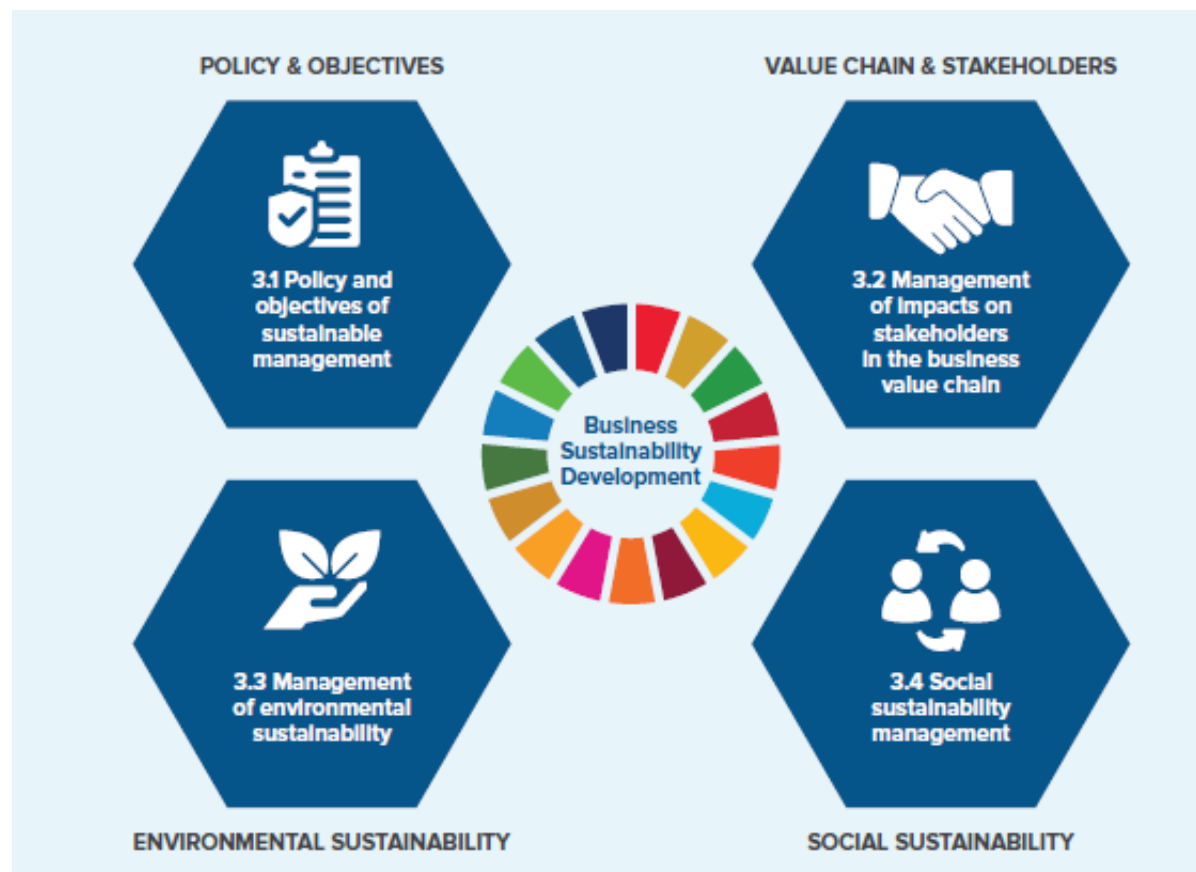 POLICY & OBJECTIVES
VALUE CHAIN & STAKEHOLDERS
3.1 Policy and
objectives of
sustainable
management
3.2 Management
of impacts on
stakeholders
in the business
value chain
Business
Sustainability
Development
3.3 Management
of environmental
sustainability
3.4 Social
sustainability
management
ENVIRONMENTAL SUSTAINABILITY
SOCIAL SUSTAINABILITY